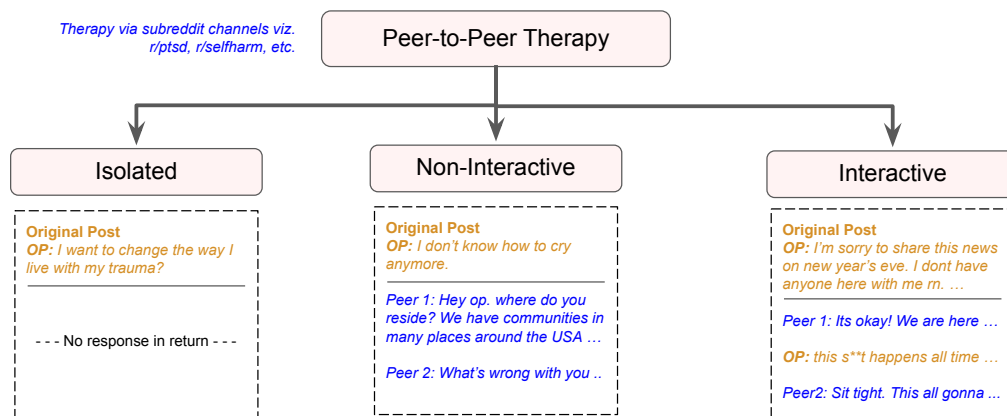 Therapy via subreddit channels viz.
r/ptsd, r/selfharm, etc.
Peer-to-Peer Therapy
Isolated
Original Post
OP: I want to change the way I
live with my trauma?
- - - No response in return - - -
Non-Interactive
Original Post
OP: I don't know how to cry
anymore.
Peer 1: Hey op. where do you
reside? We have communities in
many places around the USA …
Peer 2: What's wrong with you ..
Interactive
Original Post
OP: I'm sorry to share this news
on new year's eve. I dont have
anyone here with me rn. …
Peer 1: Its okay! We are here …
OP: this s**t happens all time …
Peer2: Sit tight. This all gonna ...